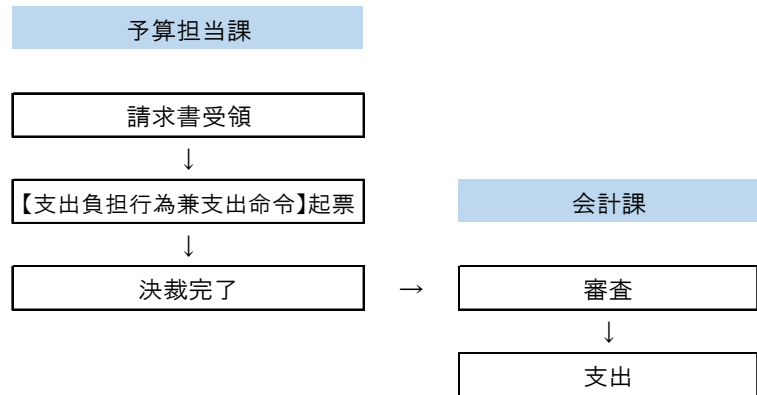 予算担当課
請求書受領
↓
【支出負担行為兼支出命令】起票
↓
決裁完了
→
会計課
審査
↓
支出